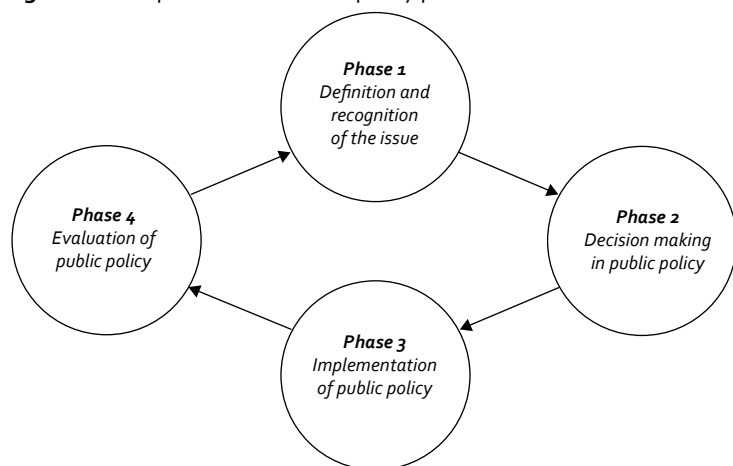 Phase 1
Definition and
recognition
of the issue
Phase 4
Evaluation of
public policy
Phase 2
Decision making
in public policy
Phase 3
Implementation
of public policy